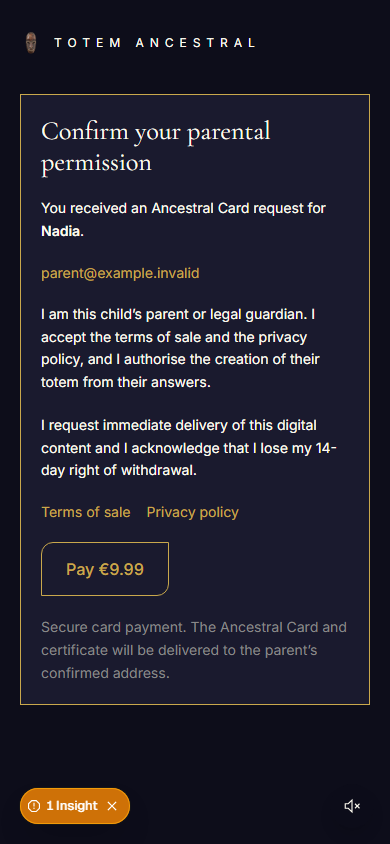 TOTEM ANCESTRAL
Confirm your parental
permission
You received an Ancestral Card request for
Nadia.
parent@example.invalid
I am this child’s parent or legal guardian. I
accept the terms of sale and the privacy
policy, and I authorise the creation of their
totem from their answers.
I request immediate delivery of this digital
content and I acknowledge that I lose my 14-
day right of withdrawal.
Terms of sale Privacy policy
Pay €9.99
Secure card payment. The Ancestral Card and
certificate will be delivered to the parent’s
confirmed address.
1 Insight